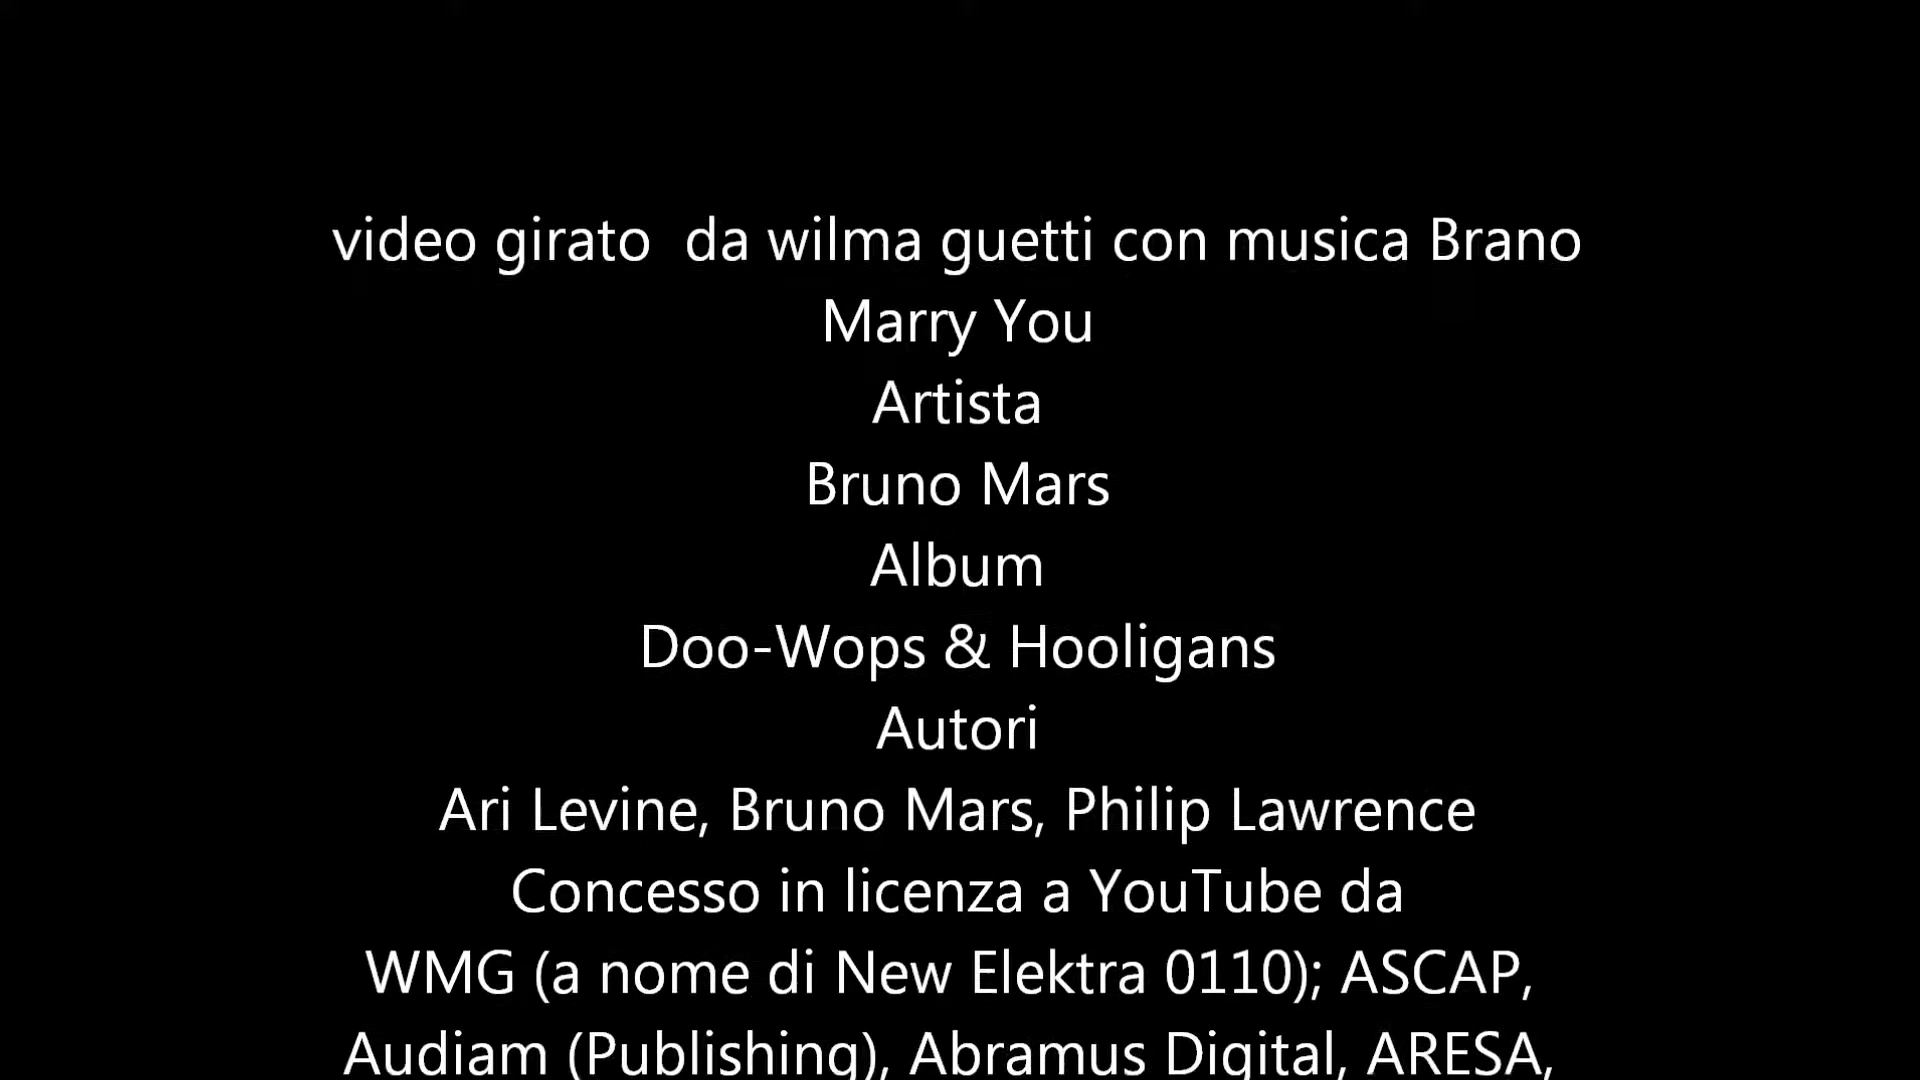 video girato  da wilma guetti con musica Brano
Marry You
Artista
Bruno Mars
Album
Doo-Wops & Hooligans
Autori
Ari Levine, Bruno Mars, Philip Lawrence
Concesso in licenza a YouTube da
WMG (a nome di New Elektra 0110); ASCAP,
Audiam (Publishing), Abramus Digital, ARESA,